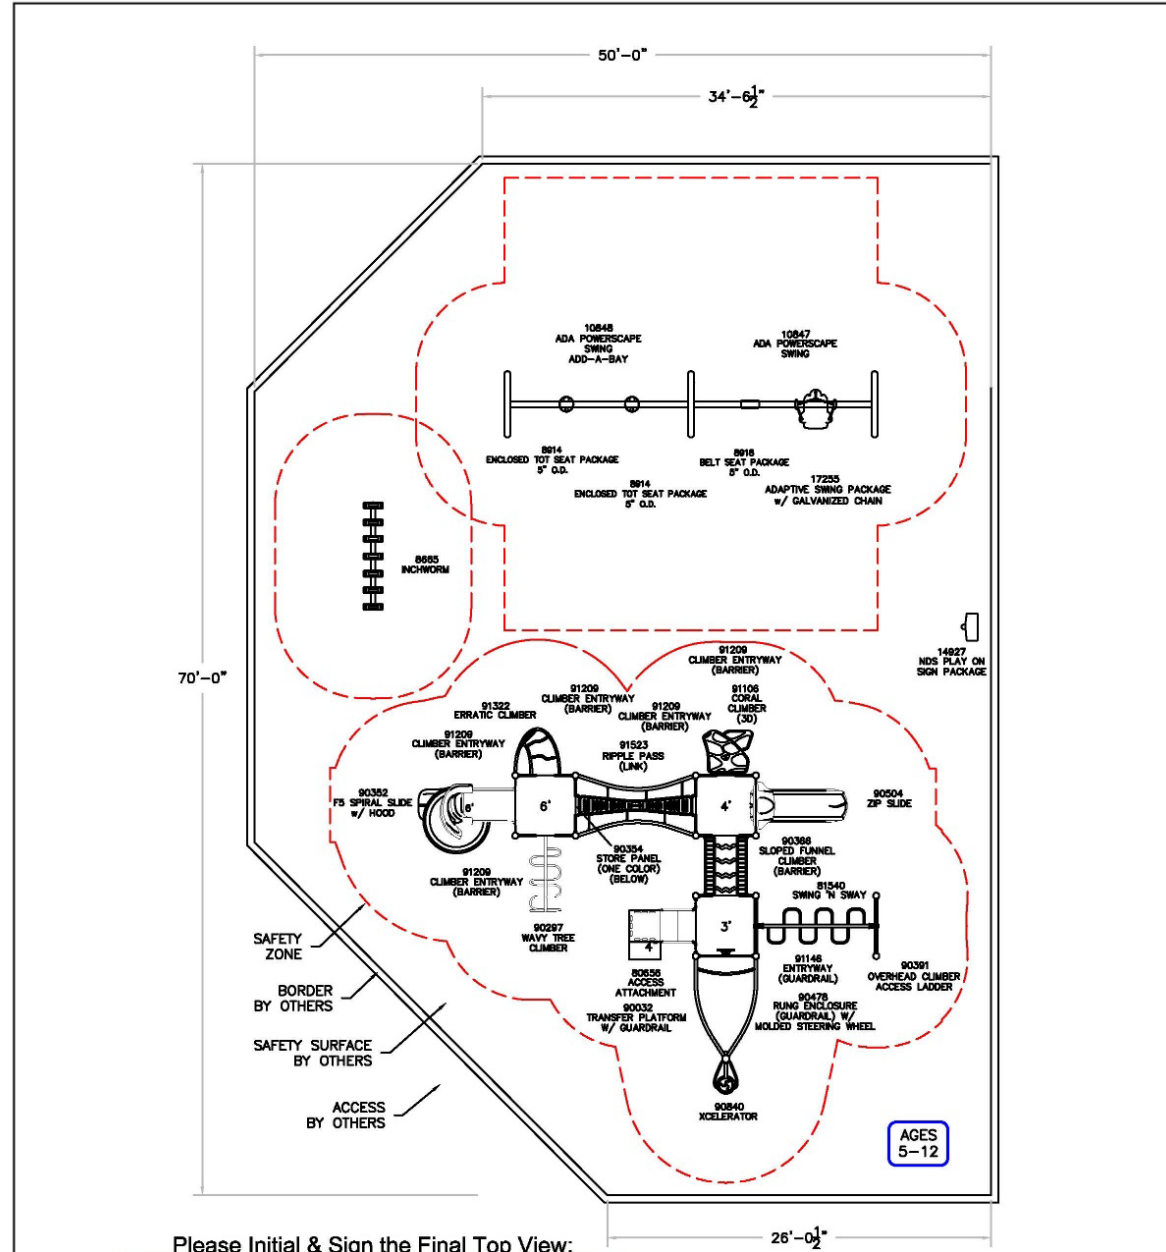 50'-0"
34'-6½"
10848
ADA POWERSCAPE
SWING
ADD-A-BAY
10847
ADA POWERSCAPE
SWING
8914
ENCLOSED TOT SEAT PACKAGE
5" O.D.
8914
ENCLOSED TOT SEAT PACKAGE
5" O.D.
8918
BELT SEAT PACKAGE
5" O.D.
17255
ADAPTIVE SWING PACKAGE
w/ GALVANIZED CHAIN
8665
INCHWORM
14927
NDS PLAY ON
SIGN PACKAGE
70'-0"
91209
CLIMBER ENTRYWAY
(BARRIER)
91106
CORAL
CLIMBER
(3D)
91209
CLIMBER ENTRYWAY
(BARRIER)
91209
CLIMBER ENTRYWAY
(BARRIER)
91322
ERRATIC CLIMBER
91209
CLIMBER ENTRYWAY
(BARRIER)
91523
RIPPLE PASS
(LINK)
90352
F5 SPIRAL SLIDE
w/ HOOD
6'
6'
4'
90504
ZIP SLIDE
90354
STORE PANEL
(ONE COLOR)
(BELOW)
90366
SLOPED FUNNEL
CLIMBER
(BARRIER)
91209
CLIMBER ENTRYWAY
(BARRIER)
81540
SWING 'N SWAY
90297
WAVY TREE
CLIMBER
3'
4
80656
ACCESS
ATTACHMENT
91146
ENTRYWAY
(GUARDRAIL)
90391
OVERHEAD CLIMBER
ACCESS LADDER
90032
TRANSFER PLATFORM
W/ GUARDRAIL
90478
RUNG ENCLOSURE
(GUARDRAIL) W/
MOLDED STEERING WHEEL
90840
XCELERATOR
SAFETY
ZONE
BORDER
BY OTHERS
SAFETY SURFACE
BY OTHERS
ACCESS
BY OTHERS
AGES
5-12
26'-0½"
Please Initial & Sign the Final Top View: